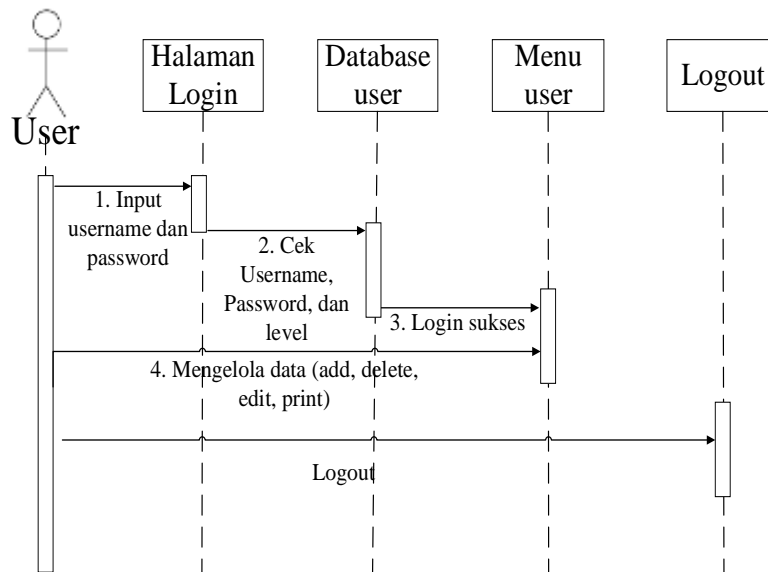 User
Halaman
Login
Database
user
Menu
user
Logout
1. Input
username dan
password
2. Cek
Username,
Password, dan
level
3. Login sukses
4. Mengelola data (add, delete,
edit, print)
Logout